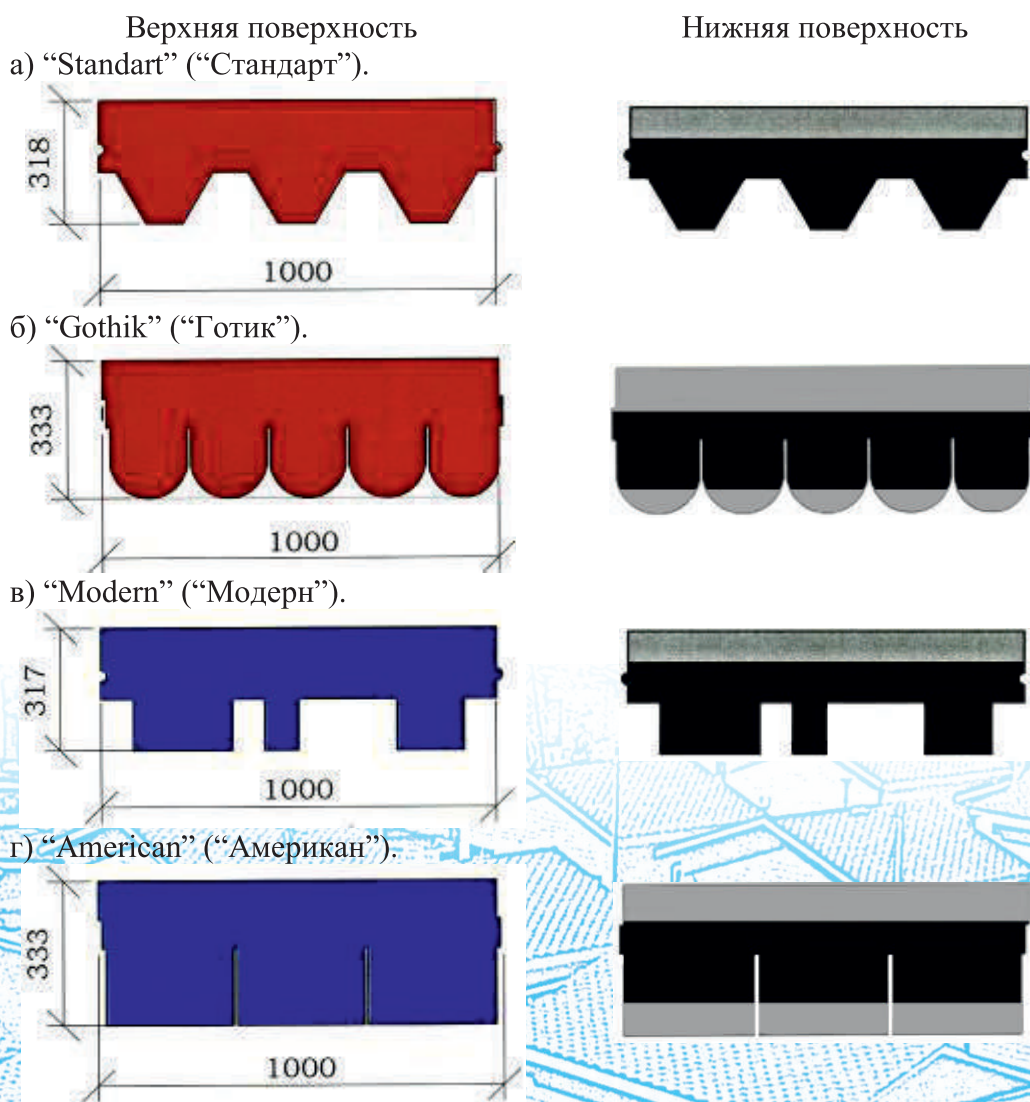 Верхняя поверхность
Нижняя поверхность
а) “Standart” (“Стандарт”).
318
1000
б) “Gothik” (“Готик”).
333
1000
в) “Modern” (“Модерн”).
317
1000
г) “American” (“Американ”).
333
1000